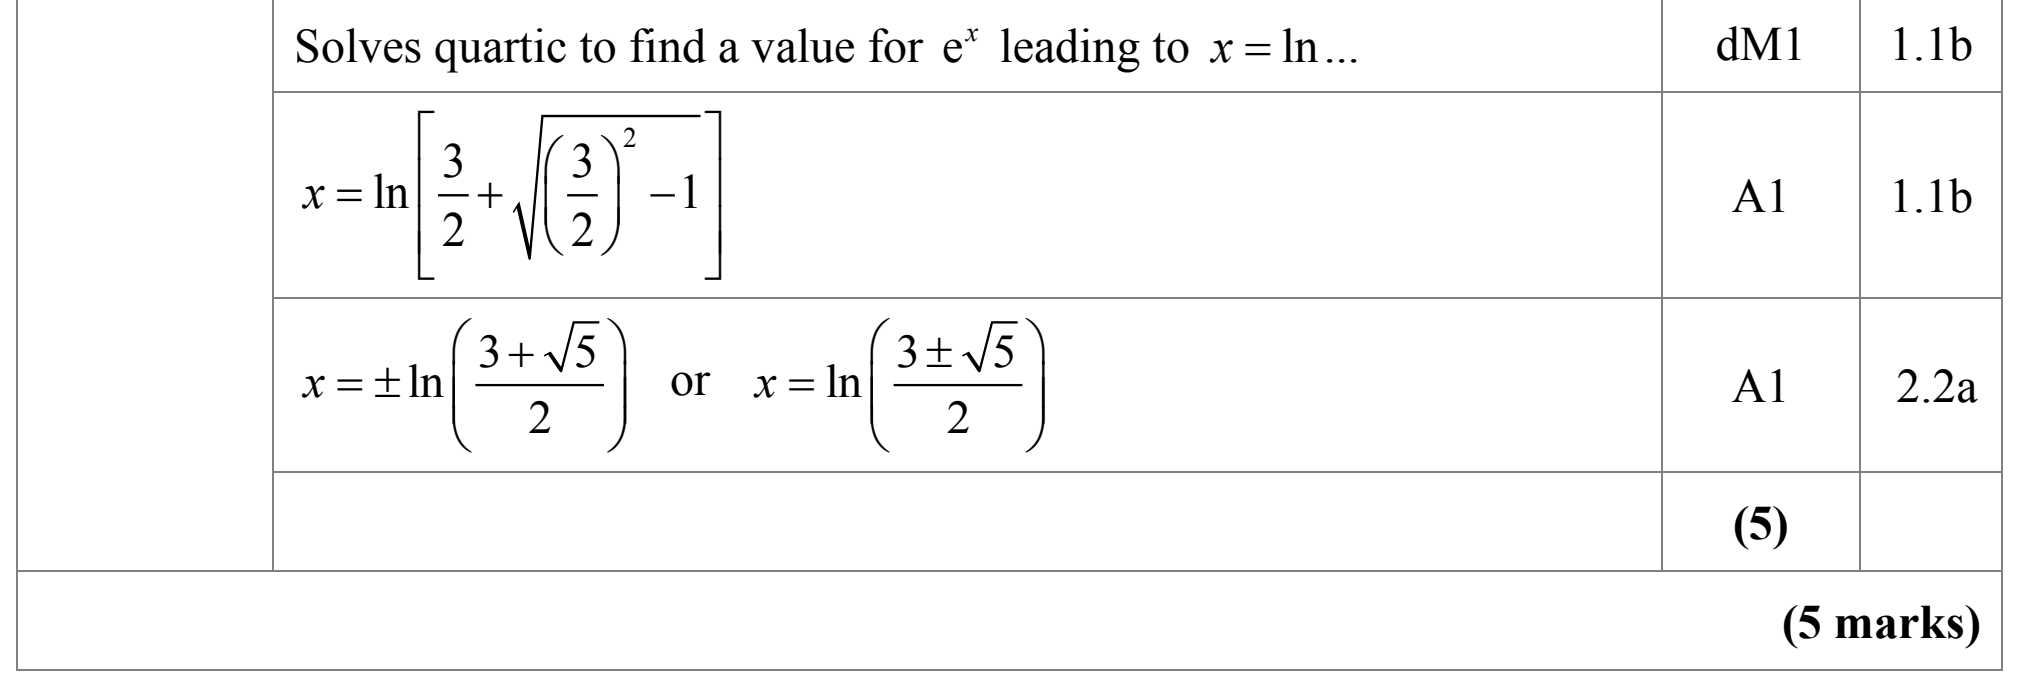 Solves quartic to find a value for e^x leading to x = ln... dM1 1.1b
x = ln[3/2 + √((3/2)^2 − 1)] A1 1.1b
x = ± ln((3 + √5)/2) or x = ln((3 ± √5)/2) A1 2.2a
(5)
(5 marks)